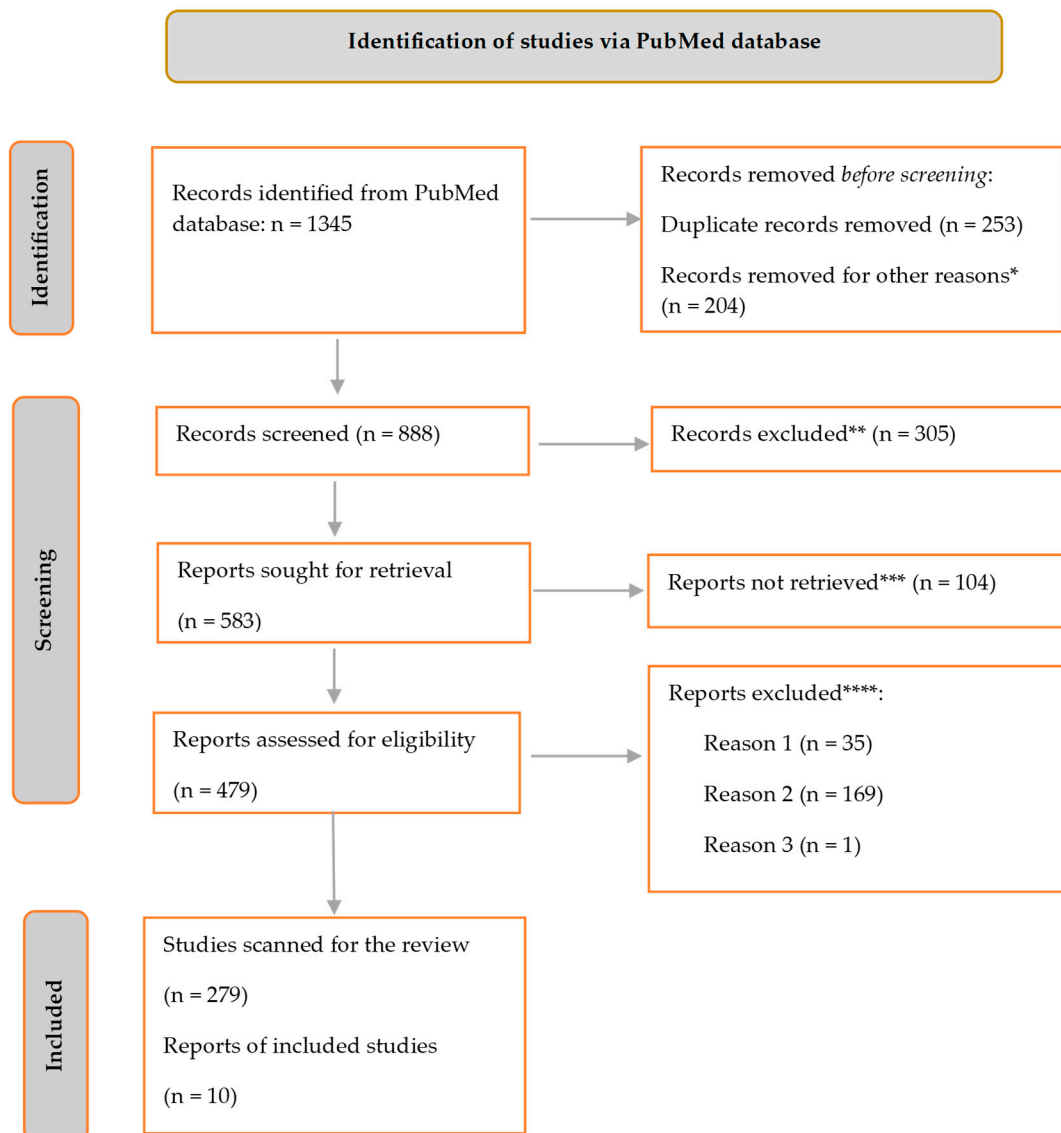 Identification of studies via PubMed database
Identification
Records identified from PubMed
database: n = 1345
Records removed before screening:
Duplicate records removed (n = 253)
Records removed for other reasons*
(n = 204)
Screening
Records screened (n = 888)
Records excluded** (n = 305)
Reports sought for retrieval
(n = 583)
Reports not retrieved*** (n = 104)
Reports assessed for eligibility
(n = 479)
Reports excluded****:
Reason 1 (n = 35)
Reason 2 (n = 169)
Reason 3 (n = 1)
Included
Studies scanned for the review
(n = 279)
Reports of included studies
(n = 10)